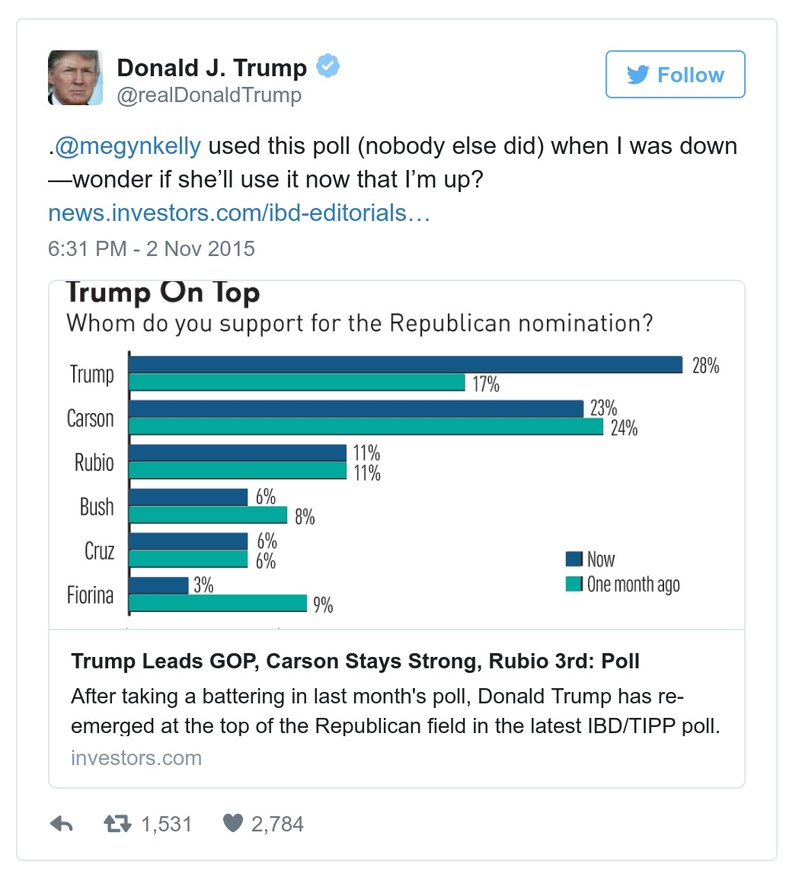 Donald J. Trump
@realDonaldTrump
Follow
.@megynkelly used this poll (nobody else did) when I was down
—wonder if she’ll use it now that I’m up?
news.investors.com/ibd-editorials…
6:31 PM - 2 Nov 2015
Trump On Top
Whom do you support for the Republican nomination?
Trump
28%
17%
Carson
23%
24%
Rubio
11%
11%
Bush
6%
8%
Cruz
6%
6%
Fiorina
3%
9%
Now
One month ago
Trump Leads GOP, Carson Stays Strong, Rubio 3rd: Poll
After taking a battering in last month's poll, Donald Trump has re-
emerged at the top of the Republican field in the latest IBD/TIPP poll.
investors.com
1,531
2,784